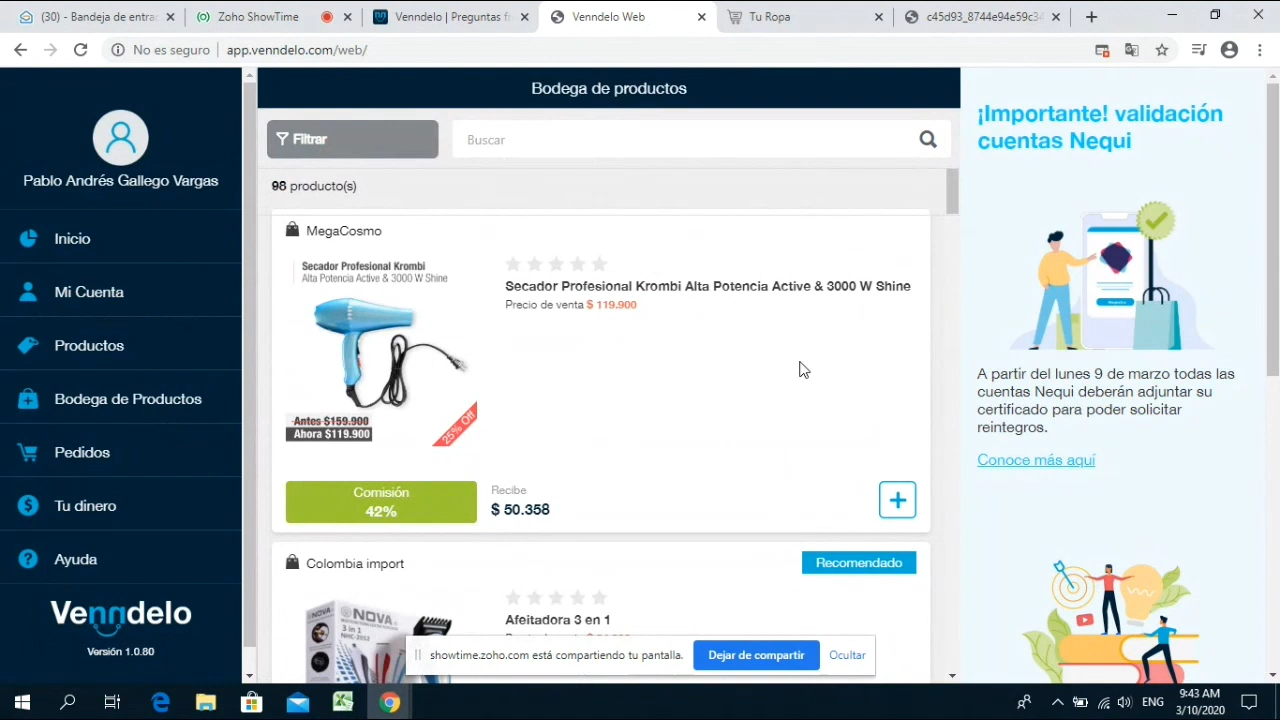 (30) - Bandeja de entrar
Zoho ShowTime
Venndelo | Preguntas fr
Venndelo Web
Tu Ropa
c45d93_8744e94e59c34
No es seguro
app.venndelo.com/web/
Pablo Andrés Gallego Vargas
Inicio
Mi Cuenta
Productos
Bodega de Productos
Pedidos
Tu dinero
Ayuda
Venndelo
Versión 1.0.80
Bodega de productos
Filtrar
Buscar
98 producto(s)
MegaCosmo
Secador Profesional Krombi
Alta Potencia Active & 3000 W Shine
Antes $159.900
Ahora $119.900
25% Off
Secador Profesional Krombi Alta Potencia Active & 3000 W Shine
Precio de venta $ 119.900
Comisión
42%
Recibe
$ 50.358
Colombia import
Recomendado
NOVA
3 in 1
NHC-2012
Afeitadora 3 en 1
showtime.zoho.com está compartiendo tu pantalla.
Dejar de compartir
Ocultar
¡Importante! validación
cuentas Nequi
A partir del lunes 9 de marzo todas las
cuentas Nequi deberán adjuntar su
certificado para poder solicitar
reintegros.
Conoce más aquí
ENG
9:43 AM
3/10/2020